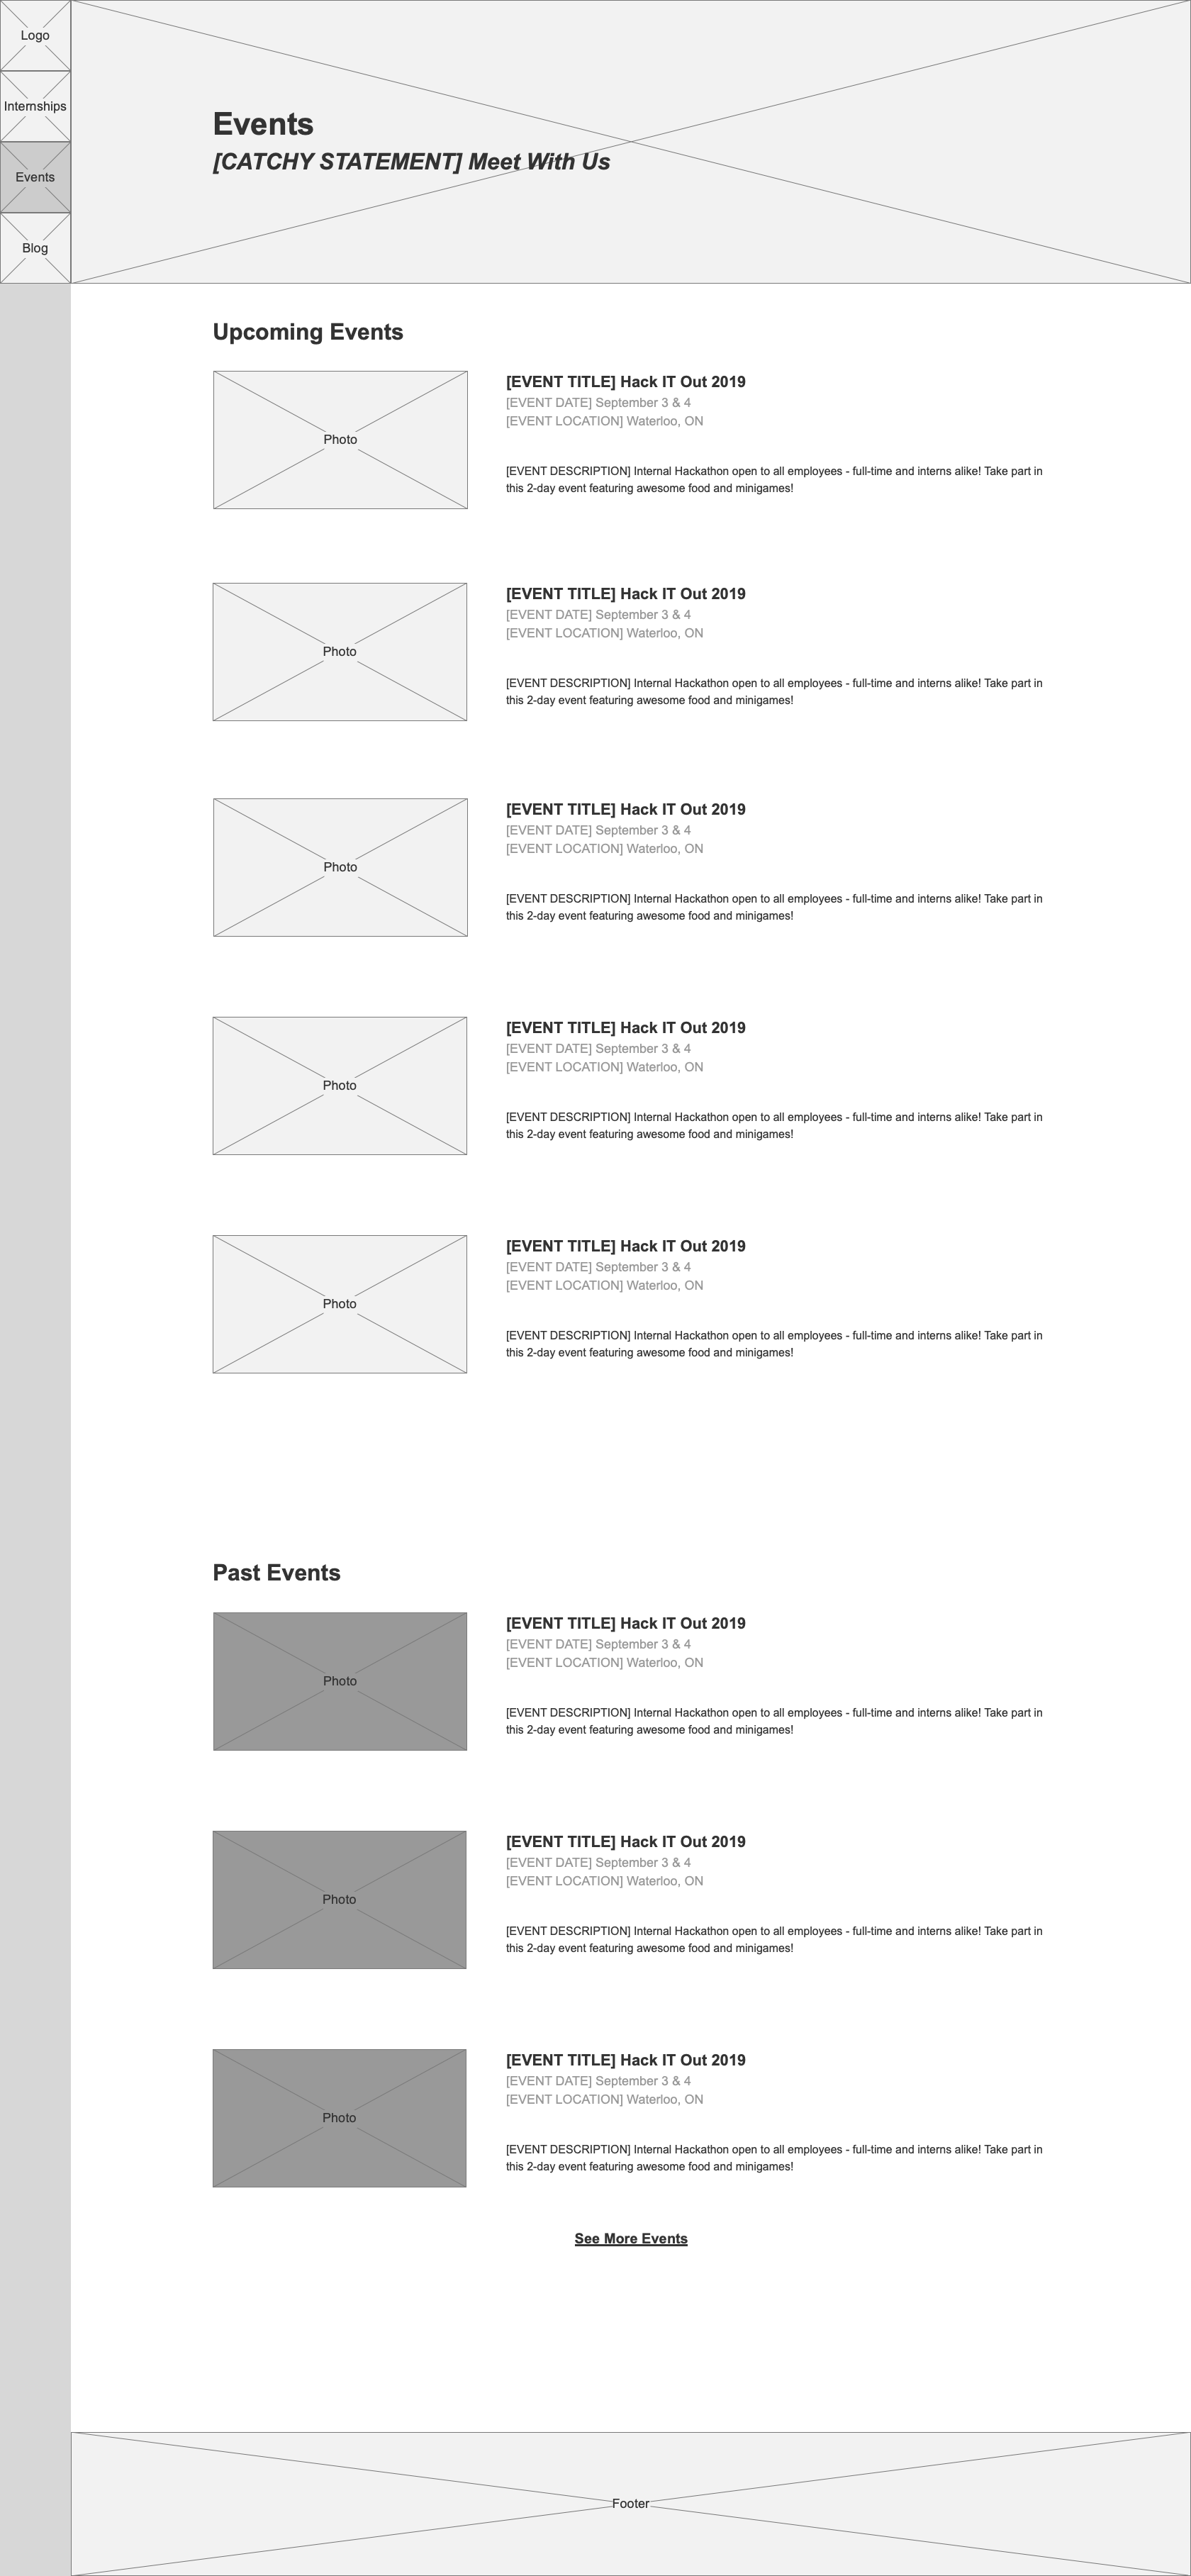 Logo
Internships
Events
Blog
Events
[CATCHY STATEMENT] Meet With Us
Upcoming Events
Photo
[EVENT TITLE] Hack IT Out 2019
[EVENT DATE] September 3 & 4
[EVENT LOCATION] Waterloo, ON
[EVENT DESCRIPTION] Internal Hackathon open to all employees - full-time and interns alike! Take part in
this 2-day event featuring awesome food and minigames!
Photo
[EVENT TITLE] Hack IT Out 2019
[EVENT DATE] September 3 & 4
[EVENT LOCATION] Waterloo, ON
[EVENT DESCRIPTION] Internal Hackathon open to all employees - full-time and interns alike! Take part in
this 2-day event featuring awesome food and minigames!
Photo
[EVENT TITLE] Hack IT Out 2019
[EVENT DATE] September 3 & 4
[EVENT LOCATION] Waterloo, ON
[EVENT DESCRIPTION] Internal Hackathon open to all employees - full-time and interns alike! Take part in
this 2-day event featuring awesome food and minigames!
Photo
[EVENT TITLE] Hack IT Out 2019
[EVENT DATE] September 3 & 4
[EVENT LOCATION] Waterloo, ON
[EVENT DESCRIPTION] Internal Hackathon open to all employees - full-time and interns alike! Take part in
this 2-day event featuring awesome food and minigames!
Photo
[EVENT TITLE] Hack IT Out 2019
[EVENT DATE] September 3 & 4
[EVENT LOCATION] Waterloo, ON
[EVENT DESCRIPTION] Internal Hackathon open to all employees - full-time and interns alike! Take part in
this 2-day event featuring awesome food and minigames!
Past Events
Photo
[EVENT TITLE] Hack IT Out 2019
[EVENT DATE] September 3 & 4
[EVENT LOCATION] Waterloo, ON
[EVENT DESCRIPTION] Internal Hackathon open to all employees - full-time and interns alike! Take part in
this 2-day event featuring awesome food and minigames!
Photo
[EVENT TITLE] Hack IT Out 2019
[EVENT DATE] September 3 & 4
[EVENT LOCATION] Waterloo, ON
[EVENT DESCRIPTION] Internal Hackathon open to all employees - full-time and interns alike! Take part in
this 2-day event featuring awesome food and minigames!
Photo
[EVENT TITLE] Hack IT Out 2019
[EVENT DATE] September 3 & 4
[EVENT LOCATION] Waterloo, ON
[EVENT DESCRIPTION] Internal Hackathon open to all employees - full-time and interns alike! Take part in
this 2-day event featuring awesome food and minigames!
See More Events
Footer